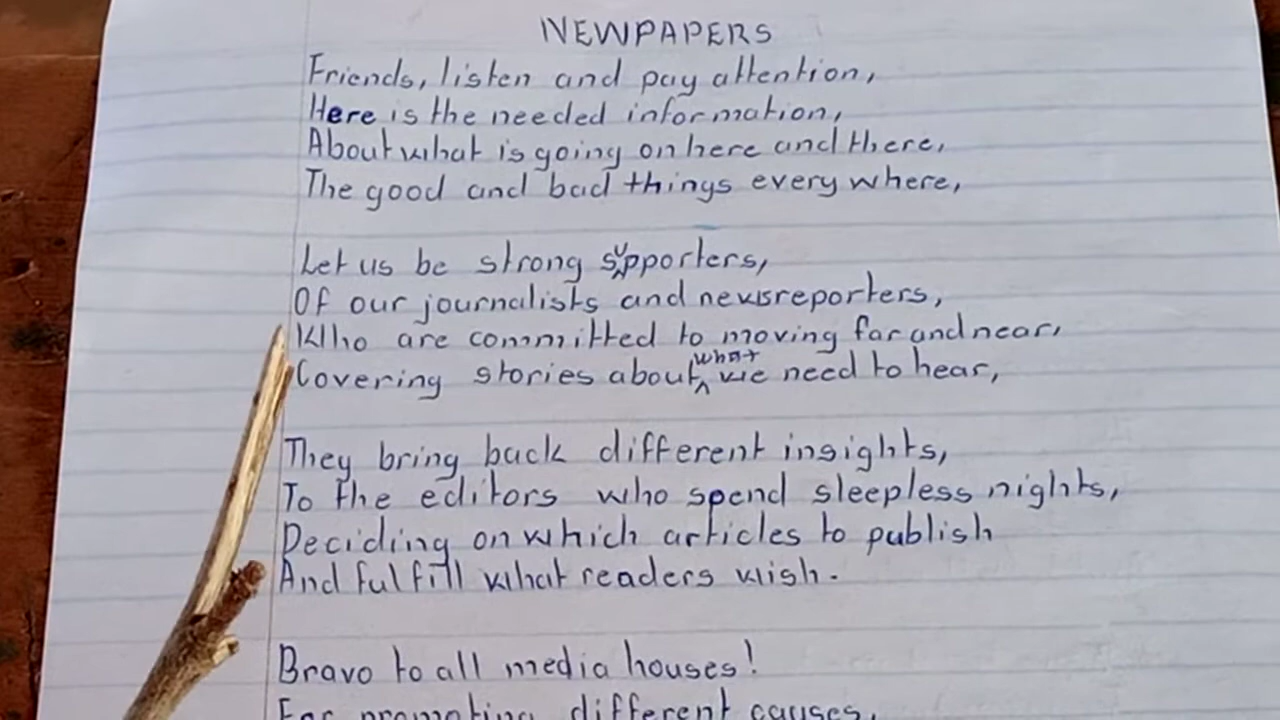 NEWPAPERS
Friends, listen and pay attention,
Here is the needed information,
About what is going on here and there,
The good and bad things every where,
Let us be strong supporters,
Of our journalists and newsreporters,
Who are committed to moving far and near,
Covering stories about what we need to hear,
They bring back different insights,
To the editors who spend sleepless nights,
Deciding on which articles to publish
And fulfill what readers wish.
Bravo to all media houses!
For promoting different causes,